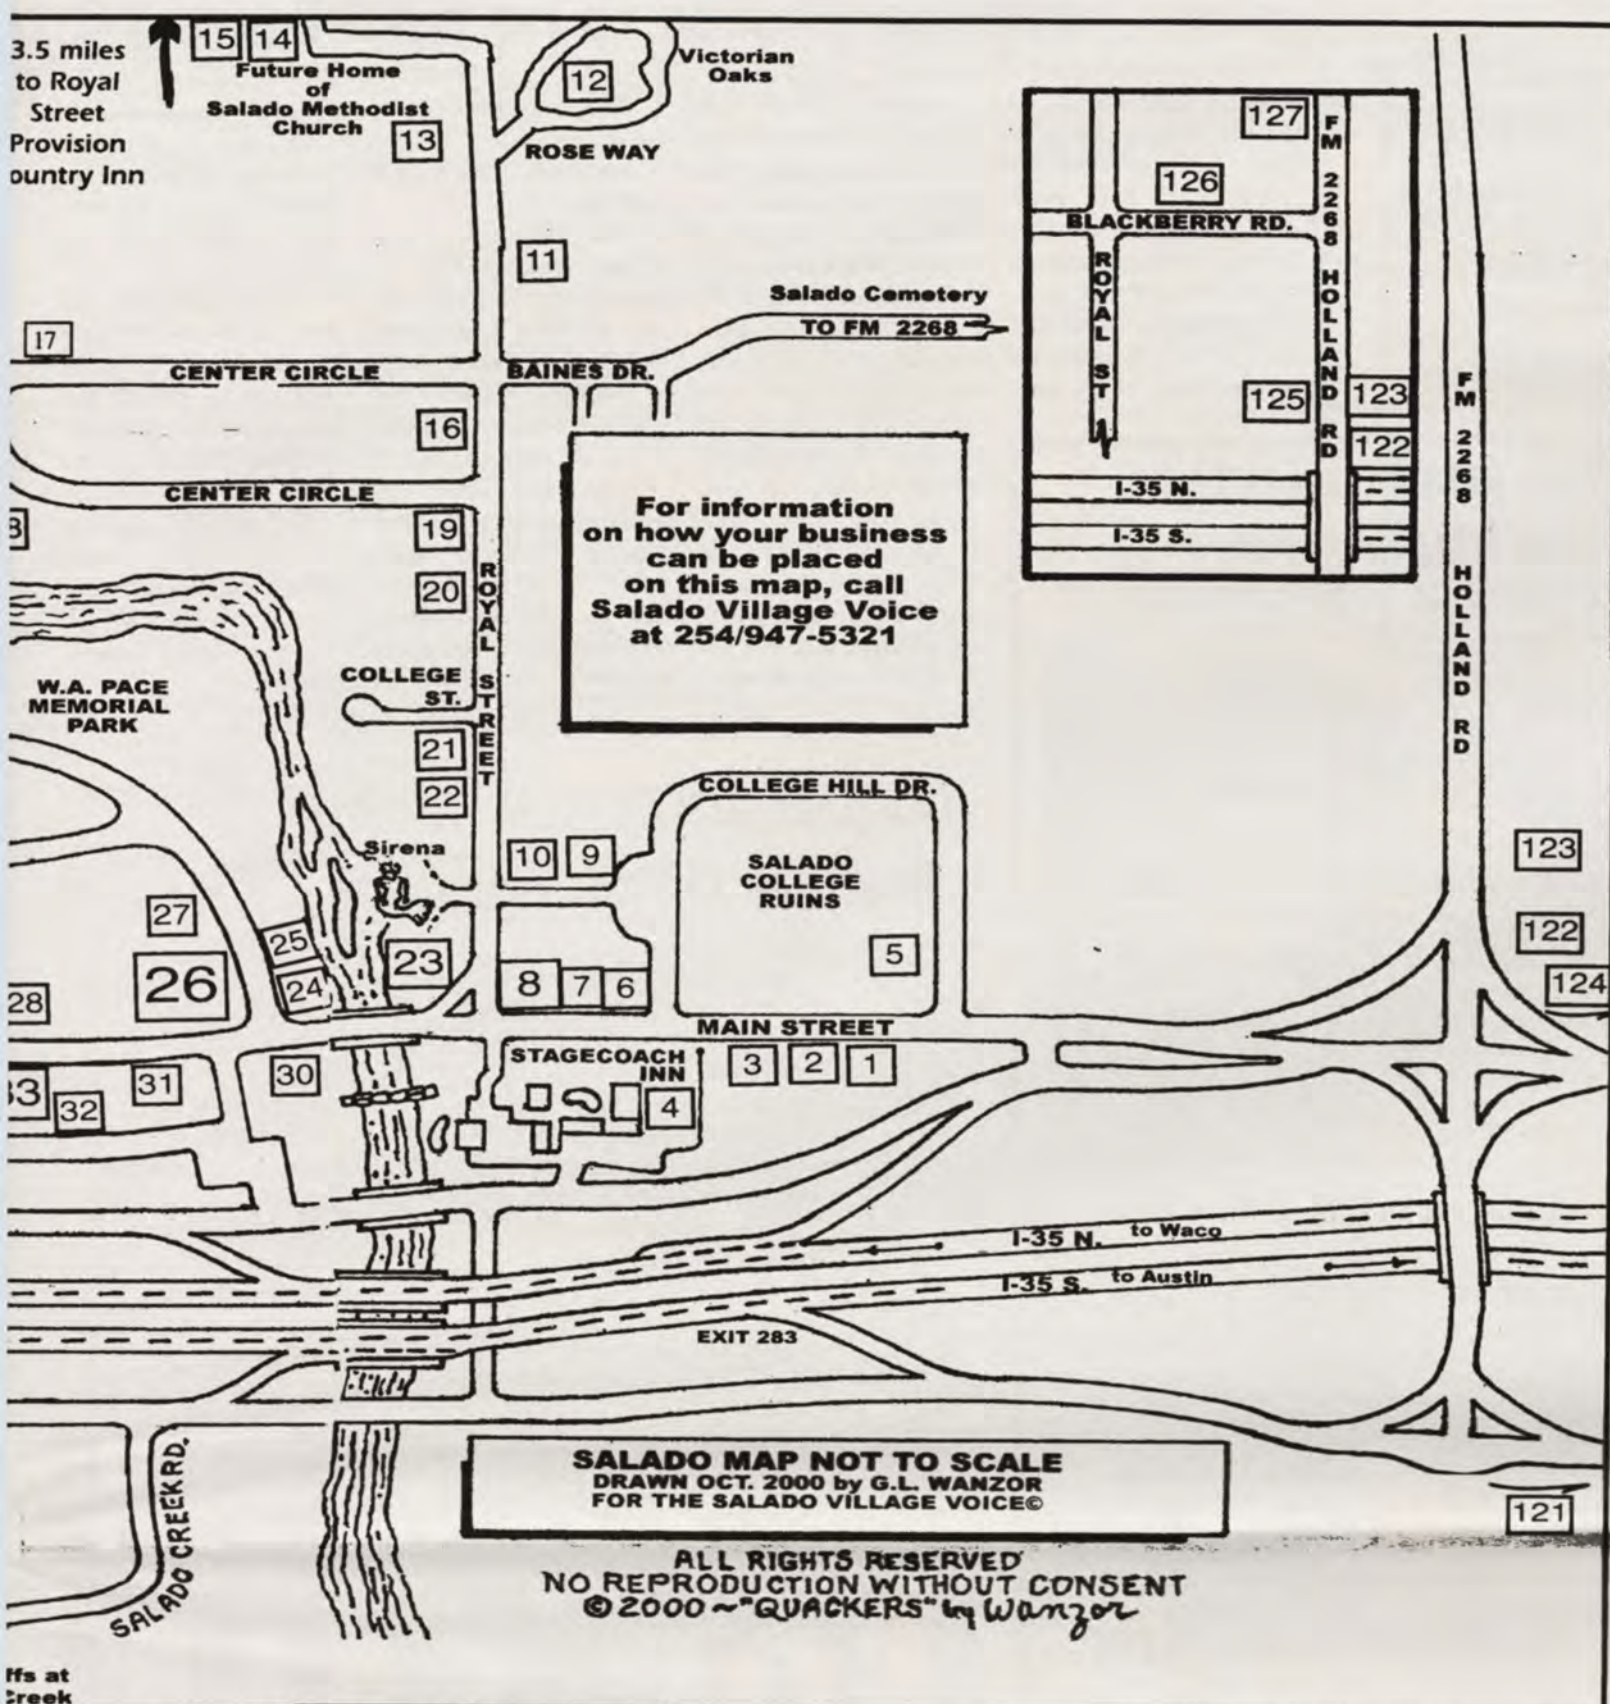 3.5 miles
to Royal
Street
Provision
ountry Inn
15
14
Future Home
of
Salado Methodist
Church
13
12
Victorian
Oaks
ROSE WAY
11
Salado Cemetery
TO FM 2268
17
CENTER CIRCLE
BAINES DR.
16
CENTER CIRCLE
19
20
ROYAL STREET
COLLEGE
ST.
21
22
For information
on how your business
can be placed
on this map, call
Salado Village Voice
at 254/947-5321
127
126
BLACKBERRY RD.
ROYAL ST
FM 2268 HOLLAND RD
125
123
122
I-35 N.
I-35 S.
FM 2268 HOLLAND RD
8
W.A. PACE
MEMORIAL
PARK
COLLEGE HILL DR.
SALADO
COLLEGE
RUINS
5
Sirena
10
9
27
25
26
24
23
8
7
6
28
123
122
124
MAIN STREET
STAGECOACH
INN
3
2
1
4
30
31
32
33
I-35 N.
to Waco
I-35 S.
to Austin
EXIT 283
SALADO CREEK RD.
SALADO MAP NOT TO SCALE
DRAWN OCT. 2000 by G.L. WANZOR
FOR THE SALADO VILLAGE VOICE©
121
ALL RIGHTS RESERVED
NO REPRODUCTION WITHOUT CONSENT
© 2000 ~ "QUACKERS" by Wanzor
ffs at
Creek